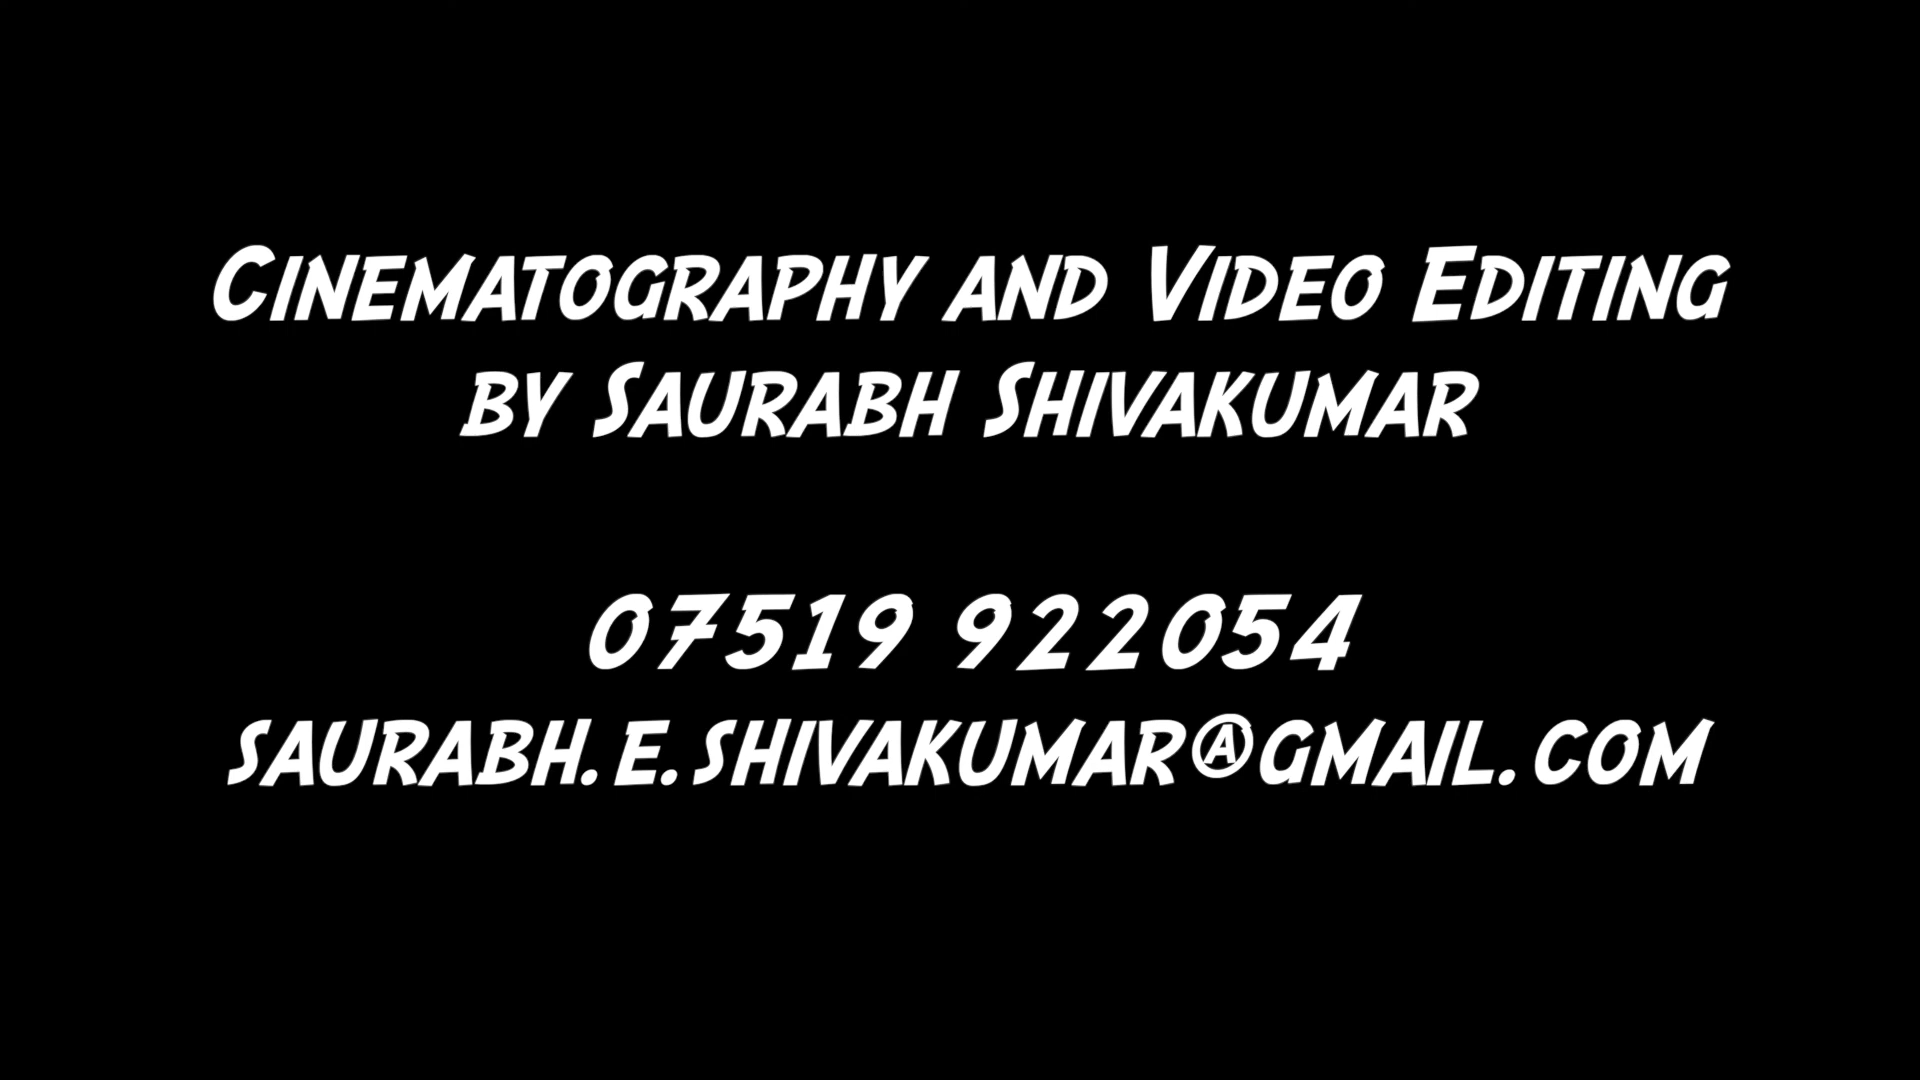 Cinematography and Video Editing
by Saurabh Shivakumar
07519 922054
saurabh.e.shivakumar@gmail.com